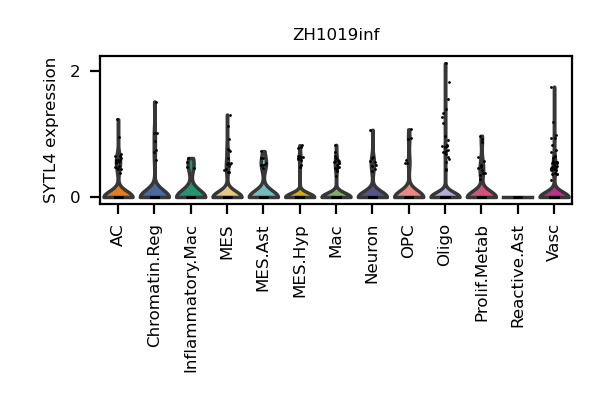 ZH1019inf
SYTL4 expression
2
0
AC
Chromatin.Reg
Inflammatory.Mac
MES
MES.Ast
MES.Hyp
Mac
Neuron
OPC
Oligo
Prolif.Metab
Reactive.Ast
Vasc